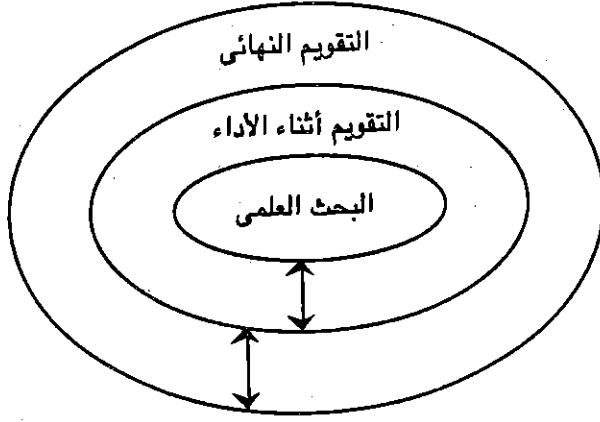 التقويم النهائى
التقويم أثناء الأداء
البحث العلمى